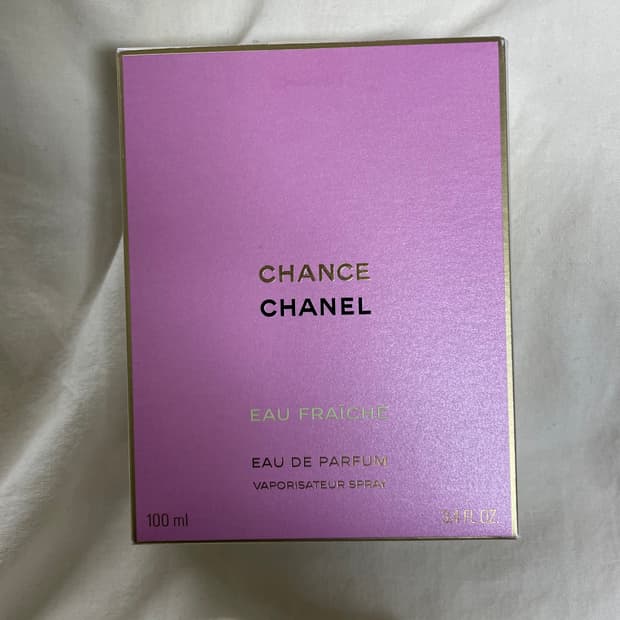 CHANCE
CHANEL
EAU FRAÎCHE
EAU DE PARFUM
VAPORISATEUR SPRAY
100 ml 3.4 FL. OZ.